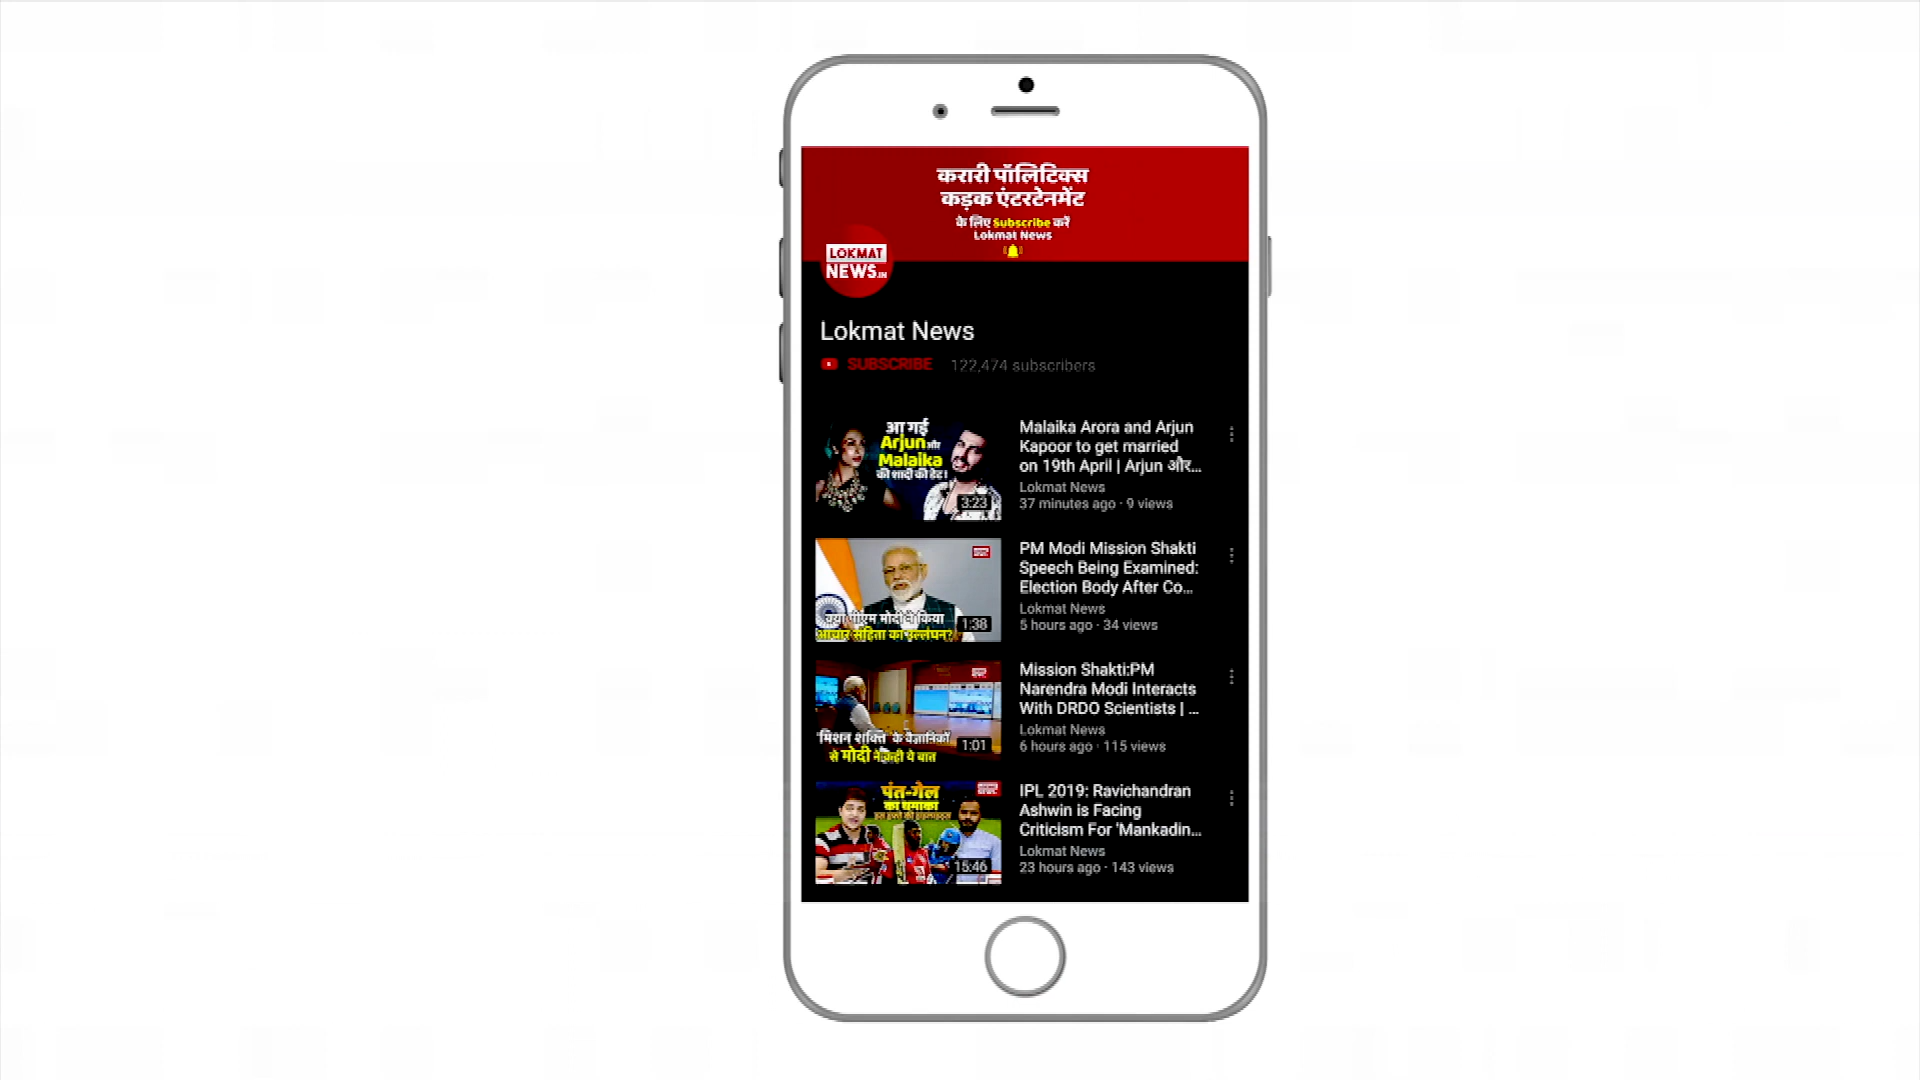 करारी पॉलिटिक्स
कड़क एंटरटेनमेंट
के लिए Subscribe करें
Lokmat News
LOKMAT
NEWS.IN
Lokmat News
SUBSCRIBE 122,474 subscribers
आ गई
Arjun और
Malaika
की शादी की डेट!
3:23
Malaika Arora and Arjun
Kapoor to get married
on 19th April | Arjun और...
Lokmat News
37 minutes ago · 9 views
क्या पीएम मोदी ने किया
आचार संहिता का उल्लंघन?
1:38
PM Modi Mission Shakti
Speech Being Examined:
Election Body After Co...
Lokmat News
5 hours ago · 34 views
'मिशन शक्ति' के वैज्ञानिकों
से मोदी ने कही ये बात
1:01
Mission Shakti:PM
Narendra Modi Interacts
With DRDO Scientists | ...
Lokmat News
6 hours ago · 115 views
पंत-गेल
का धमाका
15:46
IPL 2019: Ravichandran
Ashwin is Facing
Criticism For 'Mankadin...
Lokmat News
23 hours ago · 143 views